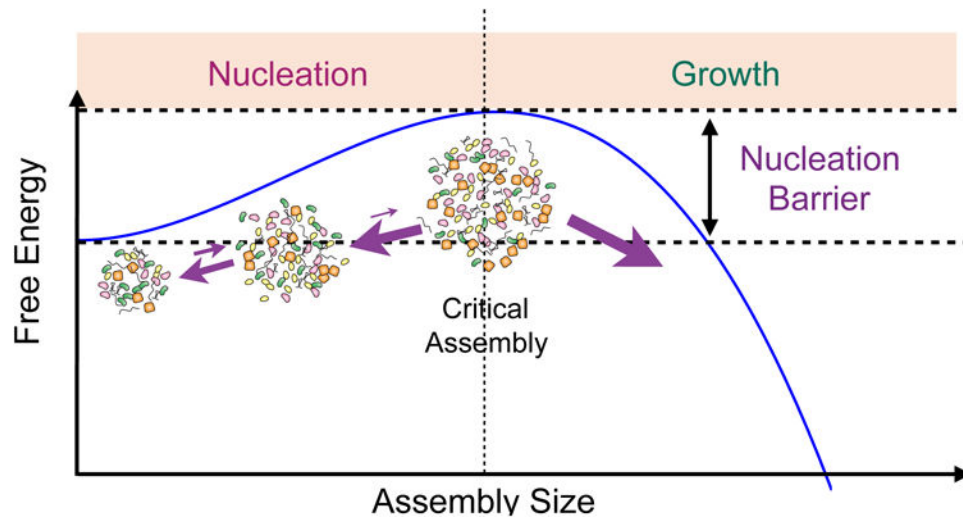 Nucleation
Growth
Nucleation
Barrier
Free Energy
Critical
Assembly
Assembly Size